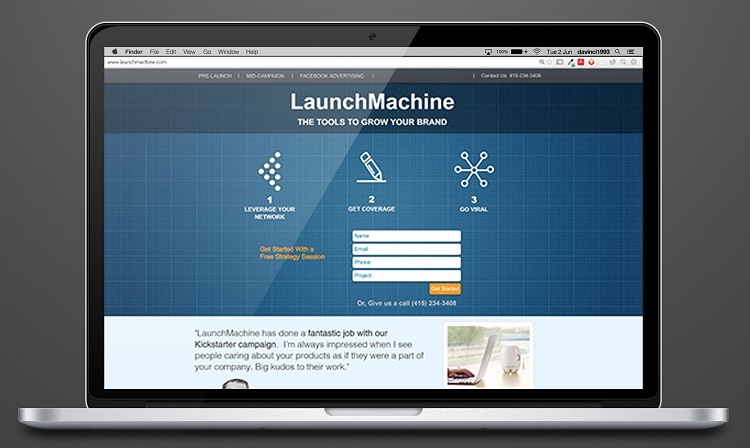 Finder File Edit View Go Window Help 100% Tue 2 Jun davinci1993
www.launchmachine.com
PRE-LAUNCH | MID-CAMPAIGN | FACEBOOK ADVERTISING | | Contact Us 415-234-3408
LaunchMachine
THE TOOLS TO GROW YOUR BRAND
1 2 3
LEVERAGE YOUR GET COVERAGE GO VIRAL
NETWORK
Name
Get Started With a
Email
Free Strategy Session
Phone
Project
Get Started
Or, Give us a call (415) 234-3408
"LaunchMachine has done a fantastic job with our
Kickstarter campaign. I'm always impressed when I see
people caring about your products as if they were a part of
your company. Big kudos to their work."